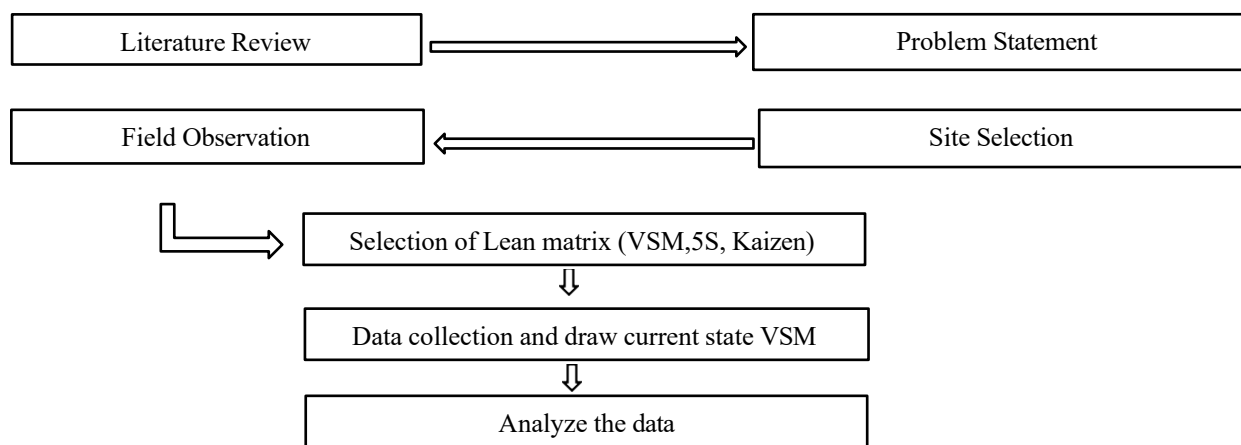 Literature Review
Problem Statement
Field Observation
Site Selection
Selection of Lean matrix (VSM,5S, Kaizen)
Data collection and draw current state VSM
Analyze the data